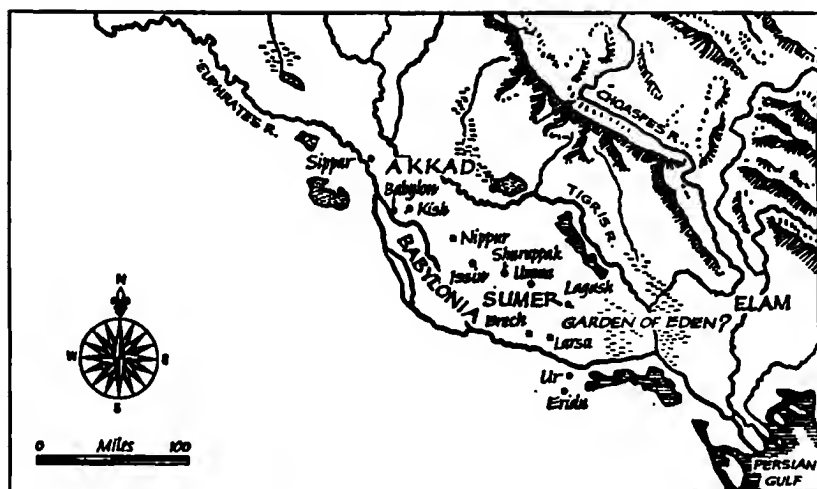 EUPHRATES R.
CHOASPES R.
Sippar
AKKAD
Babylon
Kish
TIGRIS R.
Nippur
BABYLONIA
Shuruppak
Issin
Umma
Lagash
SUMER
ELAM
Erech
GARDEN OF EDEN?
Larsa
Ur
Eridu
N
W
E
S
0 Miles 100
PERSIAN
GULF